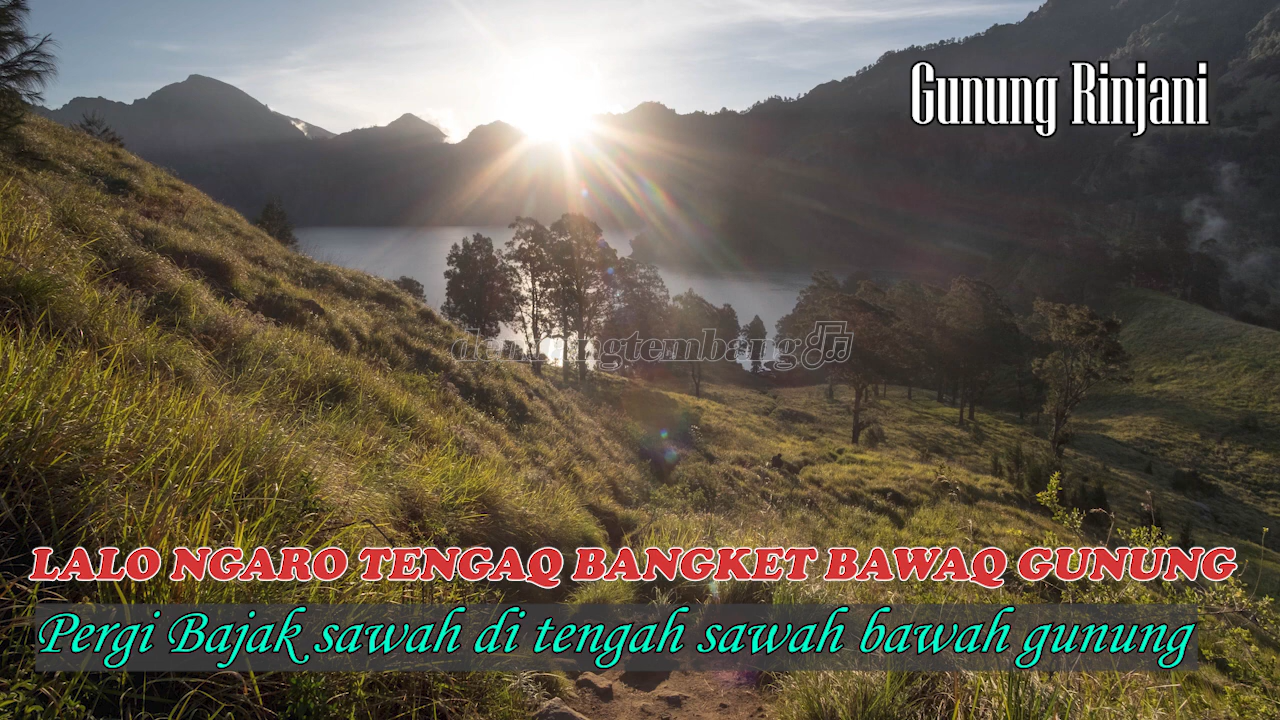 Gunung Rinjani
LALO NGARO TENGAQ BANGKET BAWAQ GUNUNG
Pergi Bajak sawah di tengah sawah bawah gunung